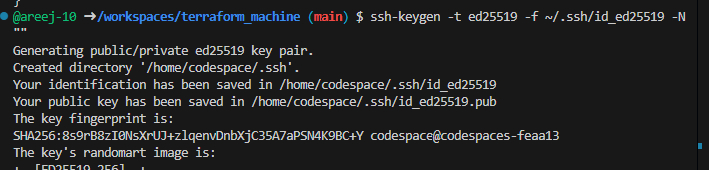 }
@areej-10 ➜/workspaces/terraform_machine (main) $ ssh-keygen -t ed25519 -f ~/.ssh/id_ed25519 -N
""
Generating public/private ed25519 key pair.
Created directory '/home/codespace/.ssh'.
Your identification has been saved in /home/codespace/.ssh/id_ed25519
Your public key has been saved in /home/codespace/.ssh/id_ed25519.pub
The key fingerprint is:
SHA256:8s9rB8zI0NsXrUJ+zlqenvDnbXjC35A7aPSN4K9BC+Y codespace@codespaces-feaa13
The key's randomart image is:
+--[ED25519 256]--+